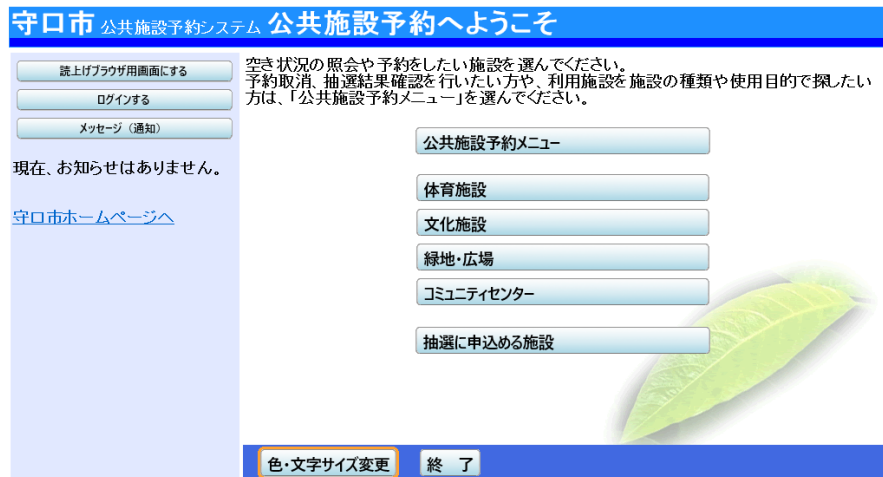 守口市 公共施設予約システム 公共施設予約へようこそ
読上げブラウザ用画面にする
ログインする
メッセージ（通知）
現在、お知らせはありません。
守口市ホームページへ
空き状況の照会や予約をしたい施設を選んでください。
予約取消、抽選結果確認を行いたい方や、利用施設を施設の種類や使用目的で探したい
方は、「公共施設予約メニュー」を選んでください。
公共施設予約メニュー
体育施設
文化施設
緑地・広場
コミュニティセンター
抽選に申込める施設
色・文字サイズ変更
終 了